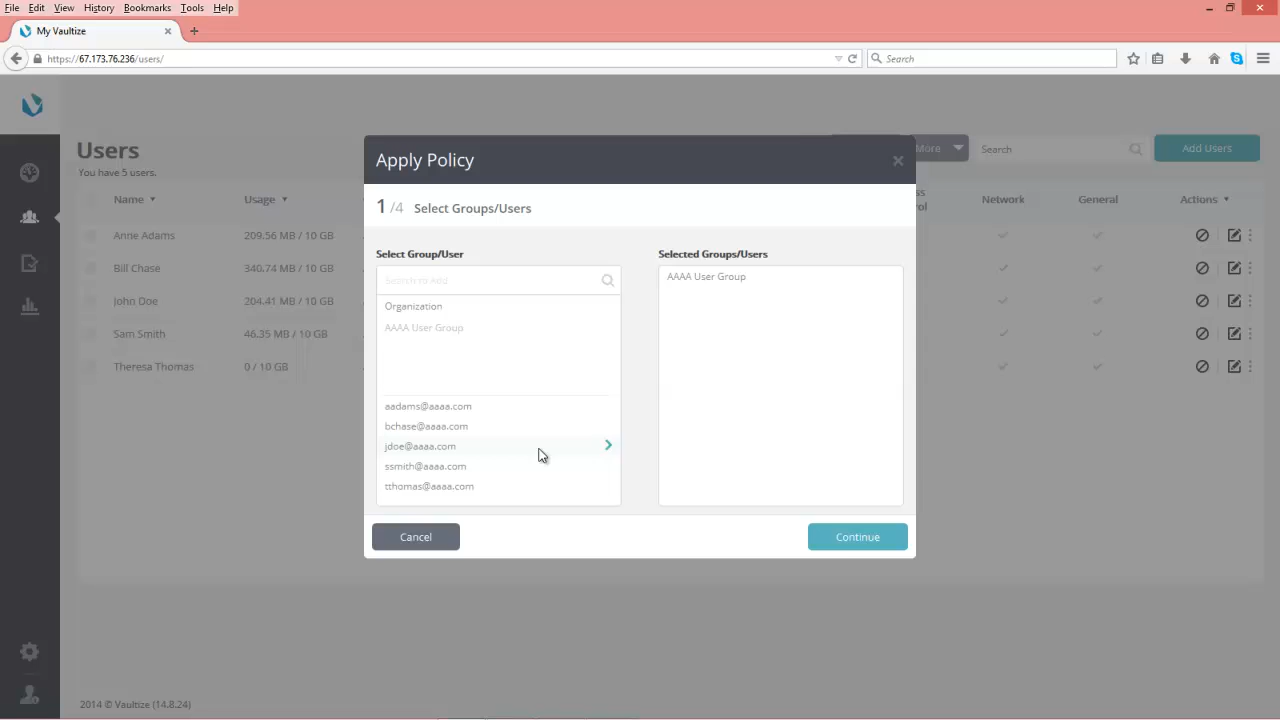 File Edit View History Bookmarks Tools Help
My Vaultize
https://67.173.76.236/users/
Search
Users
You have 5 users.
More
Search
Add Users
Name Usage Network General Actions
Anne Adams 209.56 MB / 10 GB
Bill Chase 340.74 MB / 10 GB
John Doe 204.41 MB / 10 GB
Sam Smith 46.35 MB / 10 GB
Theresa Thomas 0 / 10 GB
Apply Policy
1 /4 Select Groups/Users
Select Group/User
Search to Add
Organization
AAAA User Group
aadams@aaaa.com
bchase@aaaa.com
jdoe@aaaa.com
ssmith@aaaa.com
tthomas@aaaa.com
Selected Groups/Users
AAAA User Group
Cancel
Continue
2014 © Vaultize (14.8.24)